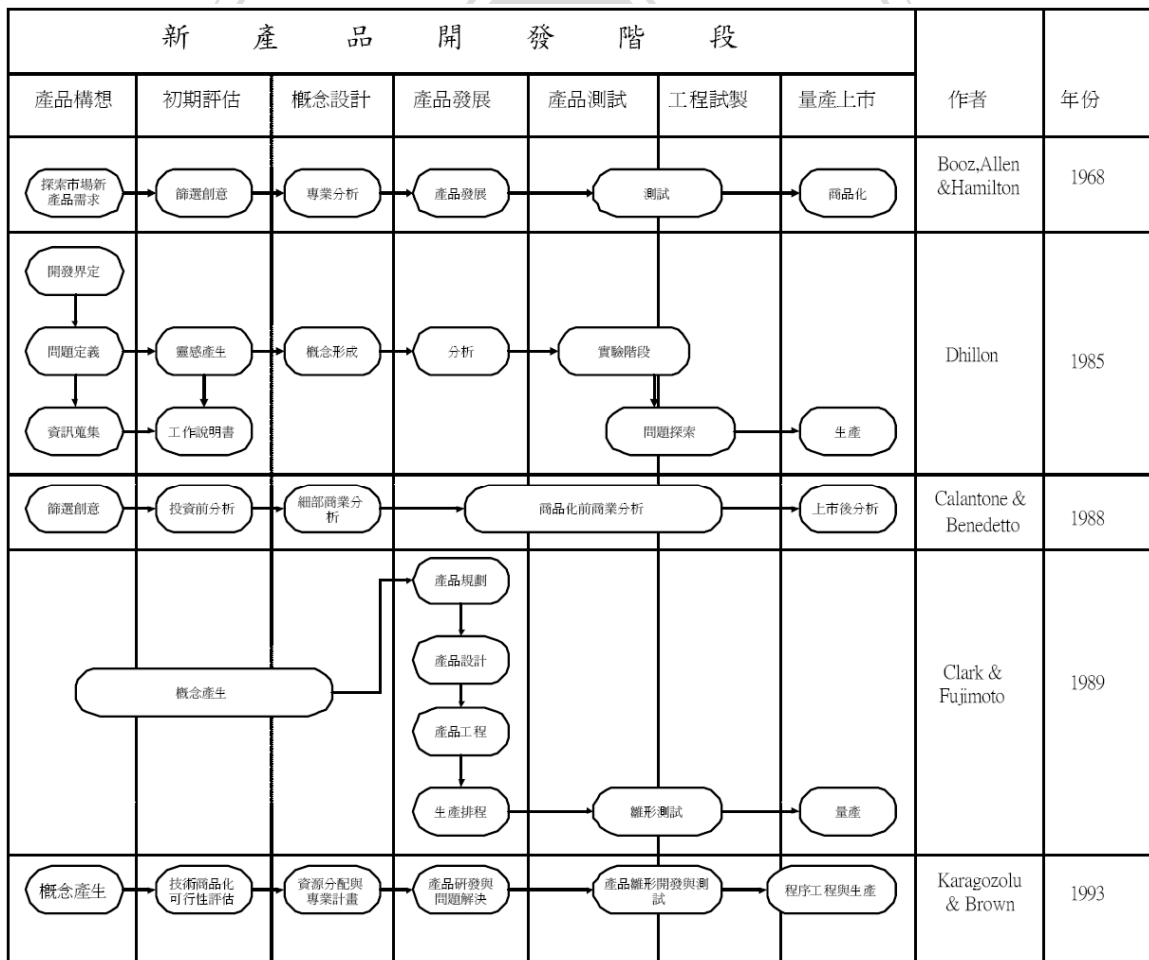 新產品開發階段
產品構想 初期評估 概念設計 產品發展 產品測試 工程試製 量產上市 作者 年份
探索市場新
產品需求
篩選創意
專業分析
產品發展
測試
商品化
Booz,Allen
&Hamilton
1968
開發界定
問題定義
靈感產生
概念形成
分析
實驗階段
資訊蒐集
工作說明書
問題探索
生產
Dhillon
1985
篩選創意
投資前分析
細部商業分
析
商品化前商業分析
上市後分析
Calantone &
Benedetto
1988
概念產生
產品規劃
產品設計
產品工程
生產排程
雛形測試
量產
Clark &
Fujimoto
1989
概念產生
技術商品化
可行性評估
資源分配與
專業計畫
產品研發與
問題解決
產品雛形開發與測
試
程序工程與生產
Karagozolu
& Brown
1993